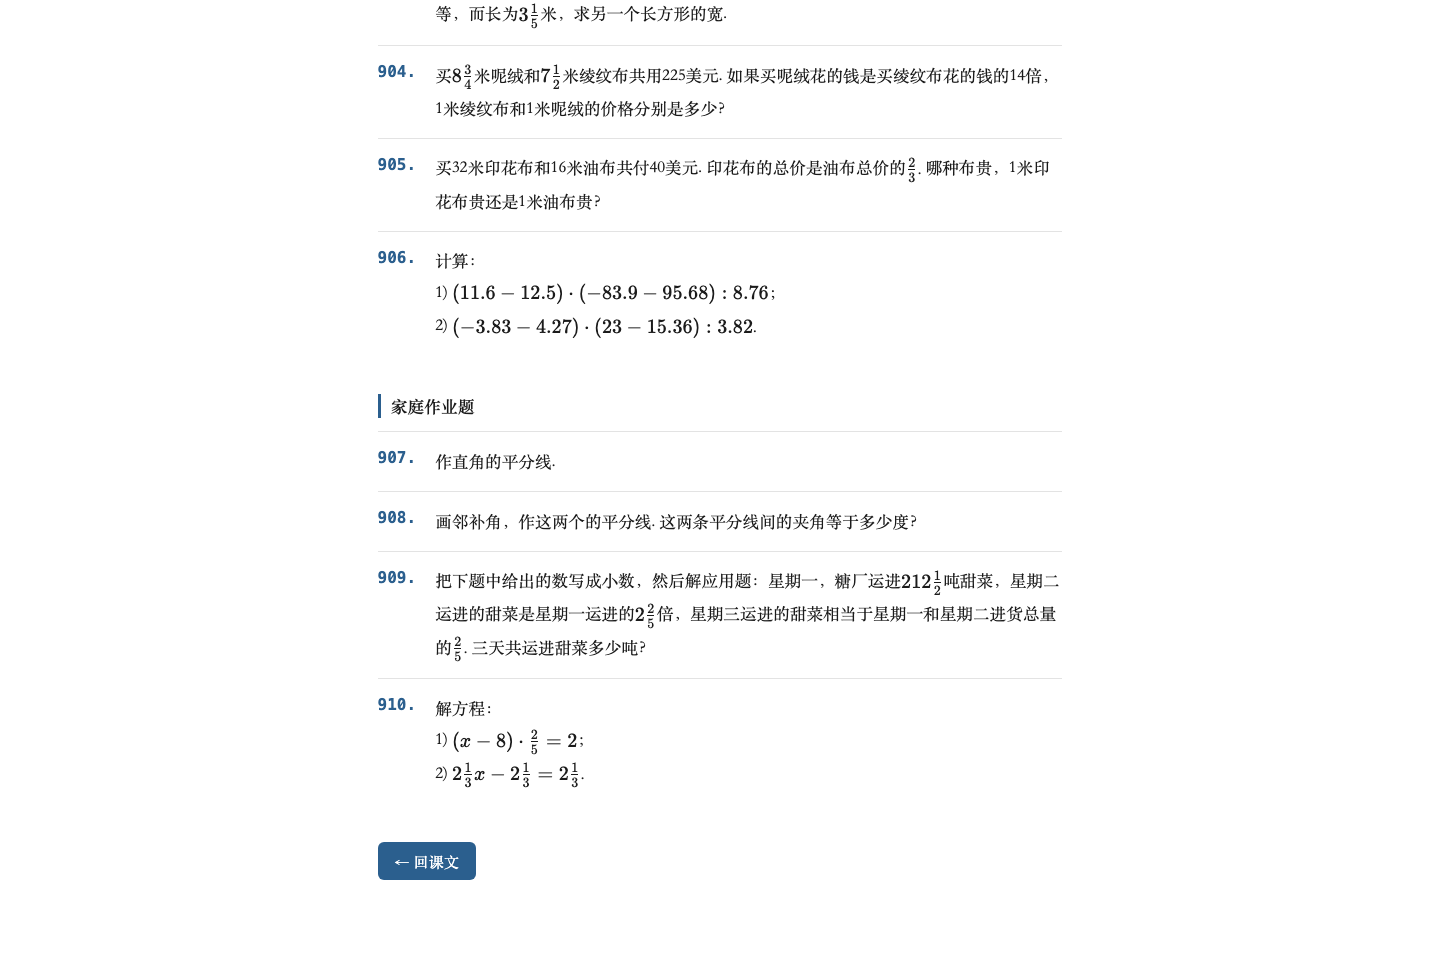 等，而长为3 1/5米，求另一个长方形的宽.
904. 买8 3/4米呢绒和7 1/2米绫纹布共用225美元. 如果买呢绒花的钱是买绫纹布花的钱的14倍，
1米绫纹布和1米呢绒的价格分别是多少?
905. 买32米印花布和16米油布共付40美元. 印花布的总价是油布总价的2/3. 哪种布贵，1米印
花布贵还是1米油布贵?
906. 计算：
1) (11.6 − 12.5) · (−83.9 − 95.68) : 8.76;
2) (−3.83 − 4.27) · (23 − 15.36) : 3.82.
家庭作业题
907. 作直角的平分线.
908. 画邻补角，作这两个的平分线. 这两条平分线间的夹角等于多少度?
909. 把下题中给出的数写成小数，然后解应用题：星期一，糖厂运进212 1/2吨甜菜，星期二
运进的甜菜是星期一运进的2 2/5倍，星期三运进的甜菜相当于星期一和星期二进货总量
的2/5. 三天共运进甜菜多少吨?
910. 解方程：
1) (x − 8) · 2/5 = 2;
2) 2 1/3x − 2 1/3 = 2 1/3.
← 回课文